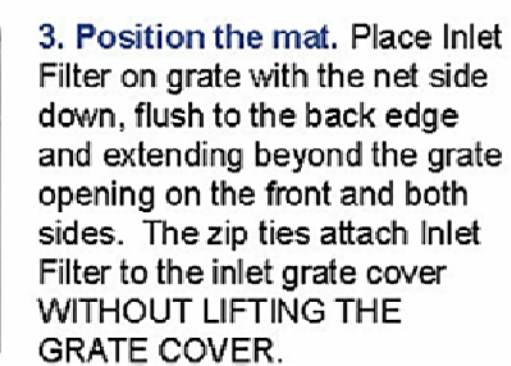 3. Position the mat. Place Inlet
Filter on grate with the net side
down, flush to the back edge
and extending beyond the grate
opening on the front and both
sides.  The zip ties attach Inlet
Filter to the inlet grate cover
WITHOUT LIFTING THE
GRATE COVER.